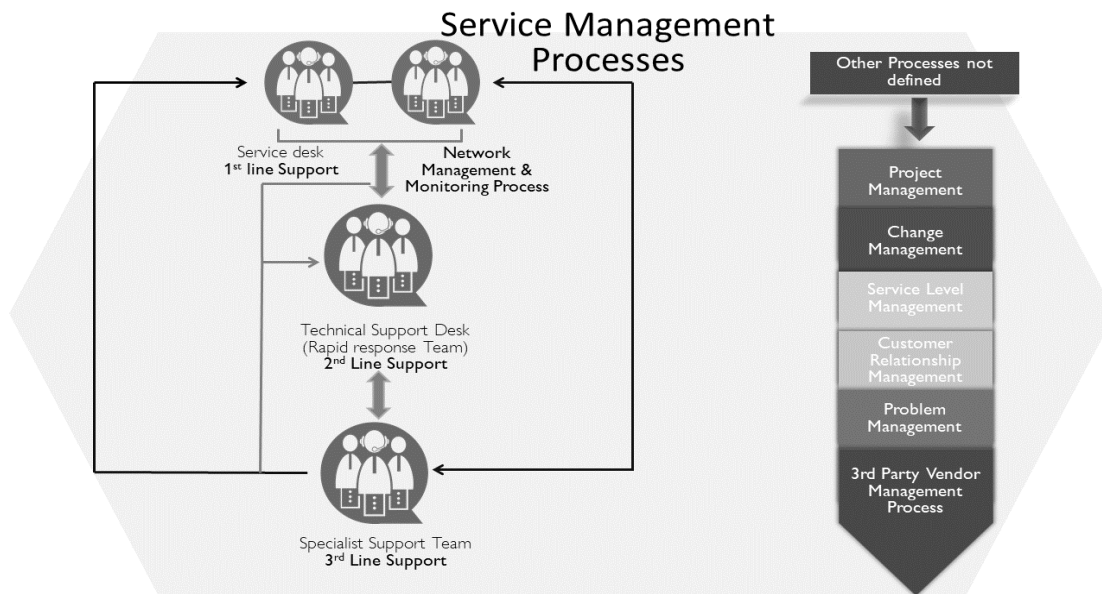 Service Management
Processes
Service desk
1st line Support
Network
Management &
Monitoring Process
Technical Support Desk
(Rapid response Team)
2nd Line Support
Specialist Support Team
3rd Line Support
Other Processes not
defined
Project
Management
Change
Management
Service Level
Management
Customer
Relationship
Management
Problem
Management
3rd Party Vendor
Management
Process